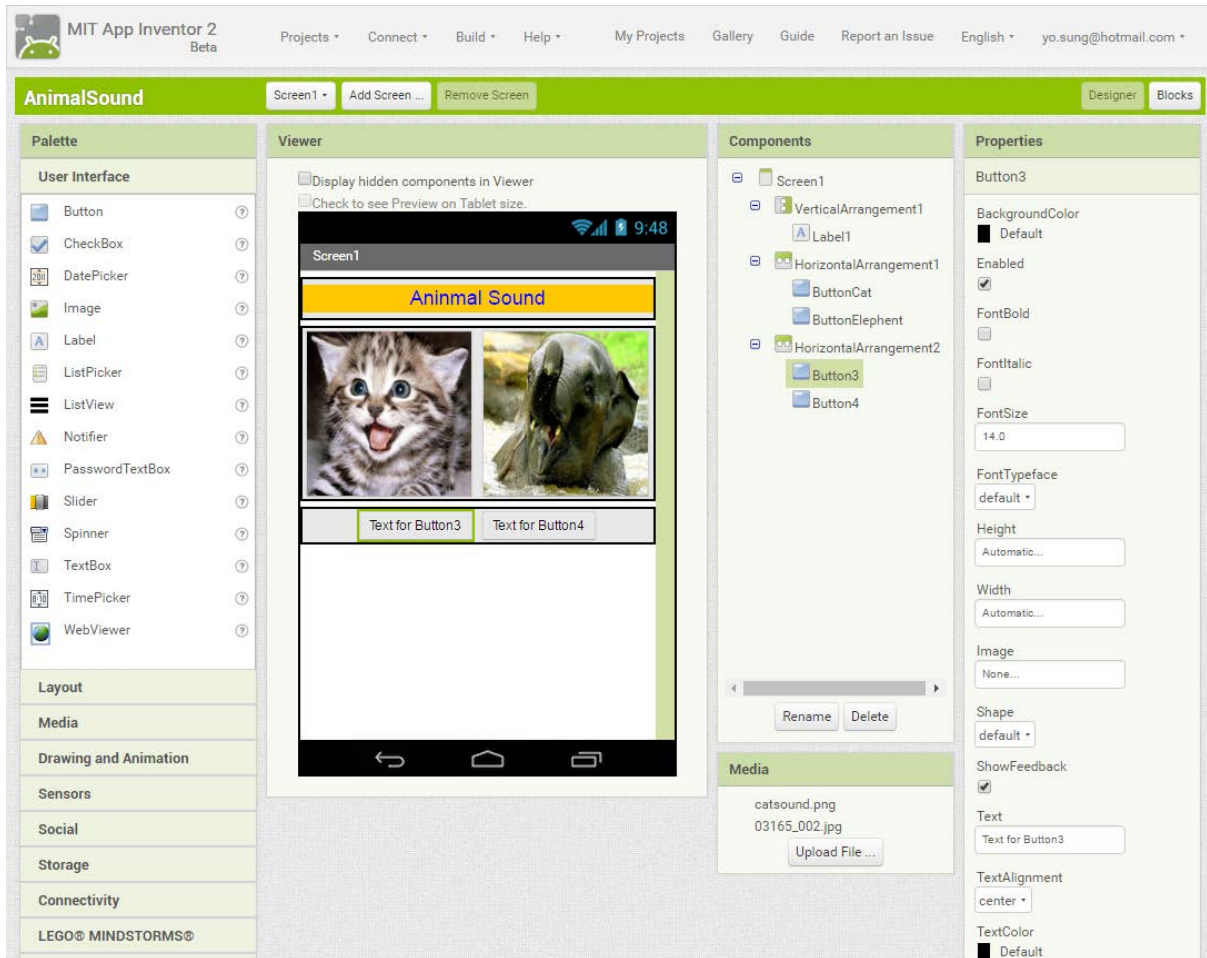 MIT App Inventor 2
Beta
Projects Connect Build Help My Projects Gallery Guide Report an Issue English yo.sung@hotmail.com
AnimalSound
Screen1 Add Screen ... Remove Screen
Designer Blocks
Palette
User Interface
Button
CheckBox
DatePicker
Image
Label
ListPicker
ListView
Notifier
PasswordTextBox
Slider
Spinner
TextBox
TimePicker
WebViewer
Layout
Media
Drawing and Animation
Sensors
Social
Storage
Connectivity
LEGO® MINDSTORMS®
Viewer
Display hidden components in Viewer
Check to see Preview on Tablet size.
9:48
Screen1
Aninmal Sound
Text for Button3 Text for Button4
Components
Screen1
VerticalArrangement1
Label1
HorizontalArrangement1
ButtonCat
ButtonElephent
HorizontalArrangement2
Button3
Button4
Rename Delete
Media
catsound.png
03165_002.jpg
Upload File ...
Properties
Button3
BackgroundColor
Default
Enabled
FontBold
FontItalic
FontSize
14.0
FontTypeface
default
Height
Automatic...
Width
Automatic...
Image
None...
Shape
default
ShowFeedback
Text
Text for Button3
TextAlignment
center
TextColor
Default